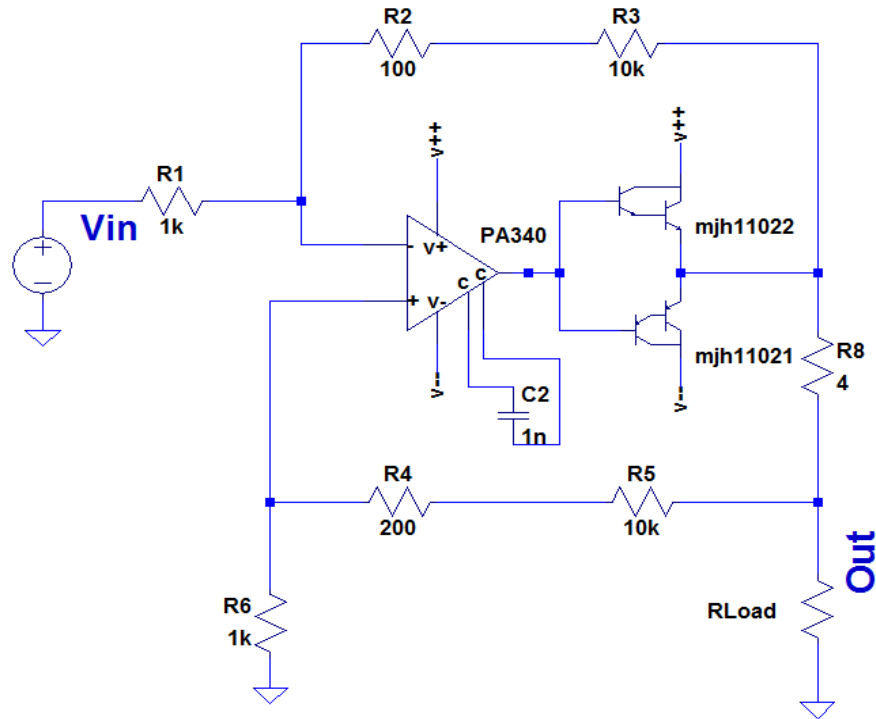 R2
100
R3
10k
v++
v++
R1
1k
Vin
PA340
- v+
+ v-
c
c
mjh11022
mjh11021
v--
v--
C2
1n
R8
4
R4
200
R5
10k
Out
R6
1k
RLoad